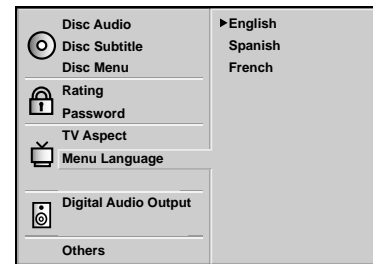 Disc Audio
Disc Subtitle
Disc Menu
Rating
Password
TV Aspect
Menu Language
Digital Audio Output
Others
English
Spanish
French